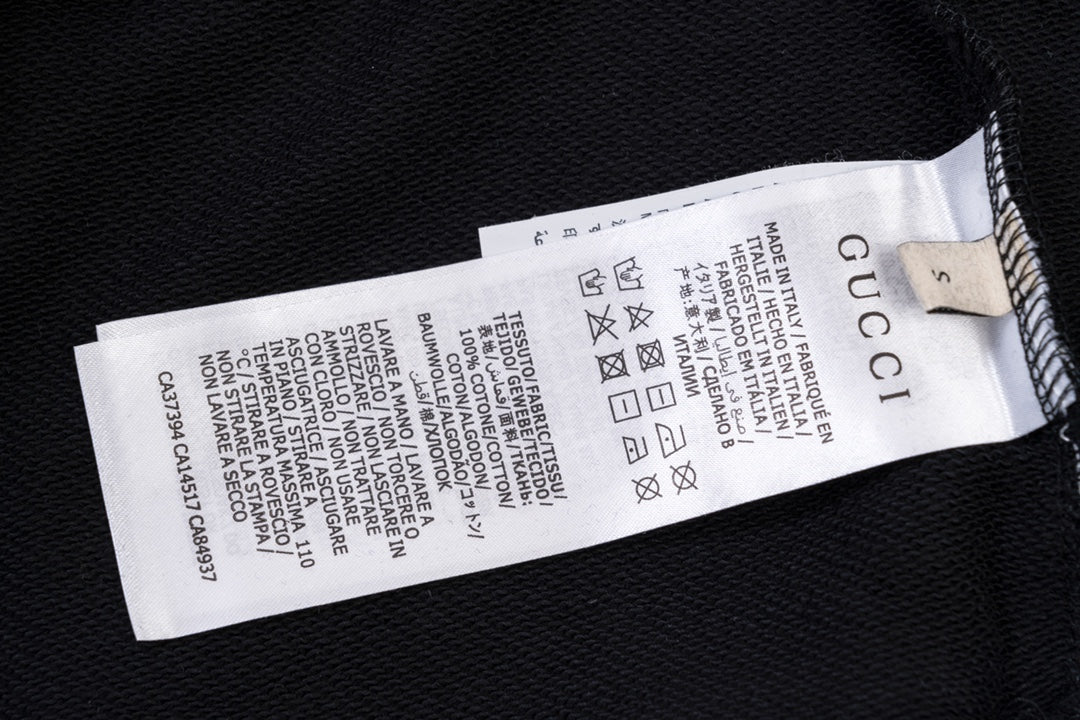 GUCCI
S
MADE IN ITALY / FABRIQUÉ EN
ITALIE / HECHO EN ITALIA /
HERGESTELLT IN ITALIEN /
FABRICADO EM ITÁLIA /
イタリア製 / صنع في إيطاليا /
产地:意大利 / СДЕЛАНО В
ИТАЛИИ
TESSUTO/ FABRIC/TISSU/
TEJIDO/ GEWEBE/TECIDO/
表地/ قماش/ 面料/ ТКАНЬ:
100% COTONE/COTTON/
COTON/ALGODON/
BAUMWOLLE/ALGODÃO/コットン/
قطن/ 棉/ХЛОПОК
LAVARE A MANO / LAVARE A
ROVESCIO / NON TORCERE O
STRIZZARE / NON LASCIARE IN
AMMOLLO / NON TRATTARE
CON CLORO / NON USARE
ASCIUGATRICE / ASCIUGARE
IN PIANO / STIRARE A
TEMPERATURA MASSIMA 110
°C / STIRARE A ROVESCIO /
NON STIRARE LA STAMPA /
NON LAVARE A SECCO
CA37394 CA14517 CA84937